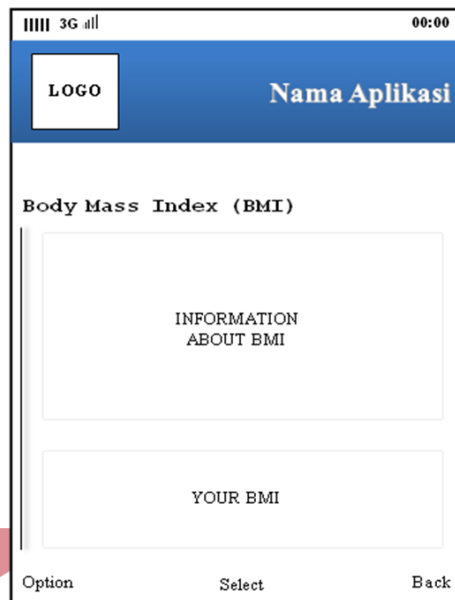 3G
00:00
LOGO
Nama Aplikasi
Body Mass Index (BMI)
INFORMATION
ABOUT BMI
YOUR BMI
Option
Select
Back